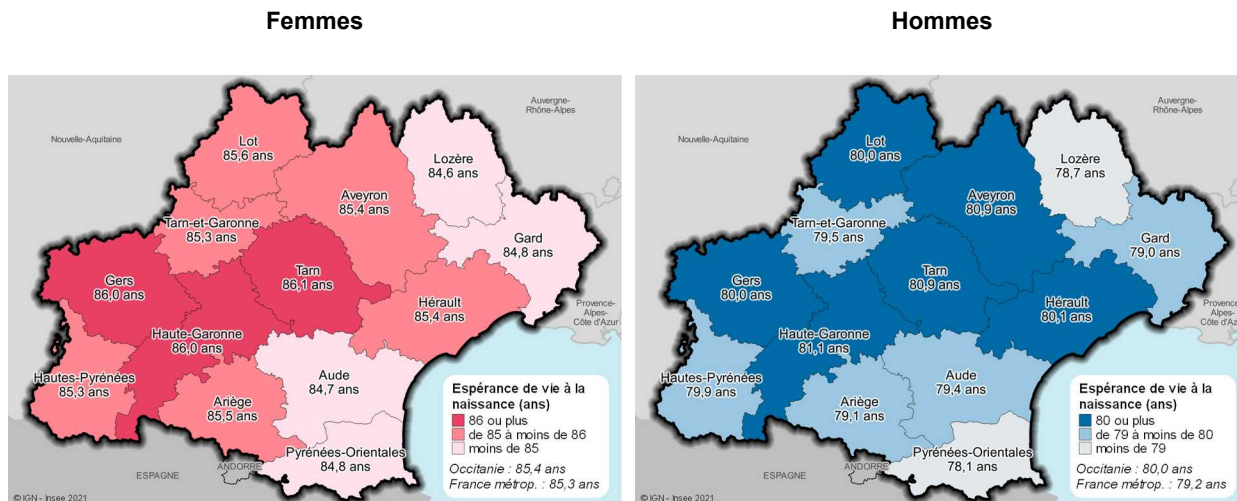 Femmes
Hommes
Auvergne-
Rhône-Alpes
Nouvelle-Aquitaine
Lot
85,6 ans
Lozère
84,6 ans
Aveyron
85,4 ans
Tarn-et-Garonne
85,3 ans
Gard
84,8 ans
Gers
86,0 ans
Tarn
86,1 ans
Hérault
85,4 ans
Provence-
Alpes-
Côte d'Azur
Haute-Garonne
86,0 ans
Hautes-Pyrénées
85,3 ans
Aude
84,7 ans
Ariège
85,5 ans
Pyrénées-Orientales
84,8 ans
ESPAGNE
ANDORRE
Espérance de vie à la
naissance (ans)
86 ou plus
de 85 à moins de 86
moins de 85
Occitanie : 85,4 ans
France métrop. : 85,3 ans
© IGN - Insee 2021
Auvergne-
Rhône-Alpes
Nouvelle-Aquitaine
Lot
80,0 ans
Lozère
78,7 ans
Aveyron
80,9 ans
Tarn-et-Garonne
79,5 ans
Gard
79,0 ans
Gers
80,0 ans
Tarn
80,9 ans
Hérault
80,1 ans
Provence-
Alpes-
Côte d'Azur
Haute-Garonne
81,1 ans
Hautes-Pyrénées
79,9 ans
Aude
79,4 ans
Ariège
79,1 ans
Pyrénées-Orientales
78,1 ans
ESPAGNE
ANDORRE
Espérance de vie à la
naissance (ans)
80 ou plus
de 79 à moins de 80
moins de 79
Occitanie : 80,0 ans
France métrop. : 79,2 ans
© IGN - Insee 2021